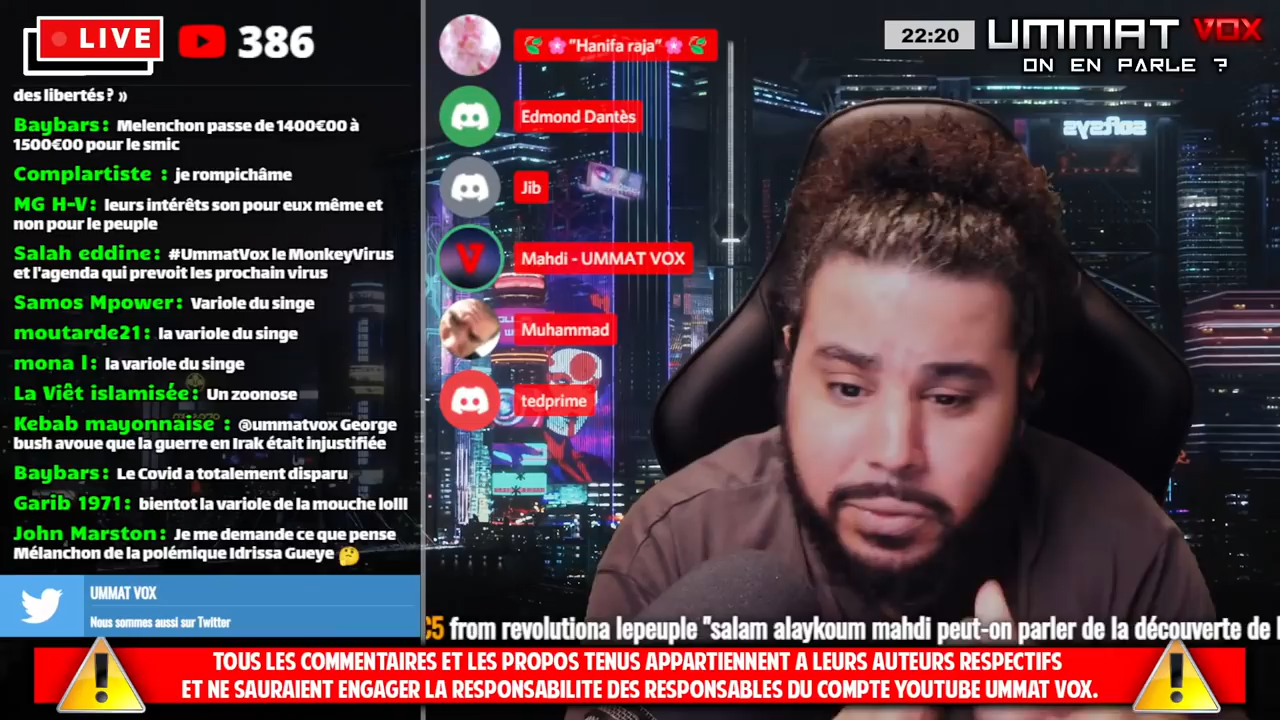 LIVE
386
des libertés ? »
Baybars : Melenchon passe de 1400€00 à
1500€00 pour le smic
Complartiste : je rompichâme
MG H-V : leurs intérêts son pour eux même et
non pour le peuple
Salah eddine : #UmmatVox le MonkeyVirus
et l'agenda qui prevoit les prochain virus
Samos Mpower : Variole du singe
moutarde21 : la variole du singe
mona l : la variole du singe
La Viêt islamisée : Un zoonose
Kebab mayonnaise : @ummatvox George
bush avoue que la guerre en Irak était injustifiée
Baybars : Le Covid a totalement disparu
Garib 1971 : bientot la variole de la mouche lolll
John Marston : Je me demande ce que pense
Mélanchon de la polémique Idrissa Gueye 🤔
UMMAT VOX
Nous sommes aussi sur Twitter
🌿🌸"Hanifa raja"🌸🌿
Edmond Dantès
Jib
Mahdi - UMMAT VOX
Muhammad
tedprime
22:20
UMMAT VOX
ON EN PARLE ?
softsys
from revolutiona lepeuple "salam alaykoum mahdi peut-on parler de la découverte de
TOUS LES COMMENTAIRES ET LES PROPOS TENUS APPARTIENNENT A LEURS AUTEURS RESPECTIFS
ET NE SAURAIENT ENGAGER LA RESPONSABILITE DES RESPONSABLES DU COMPTE YOUTUBE UMMAT VOX.